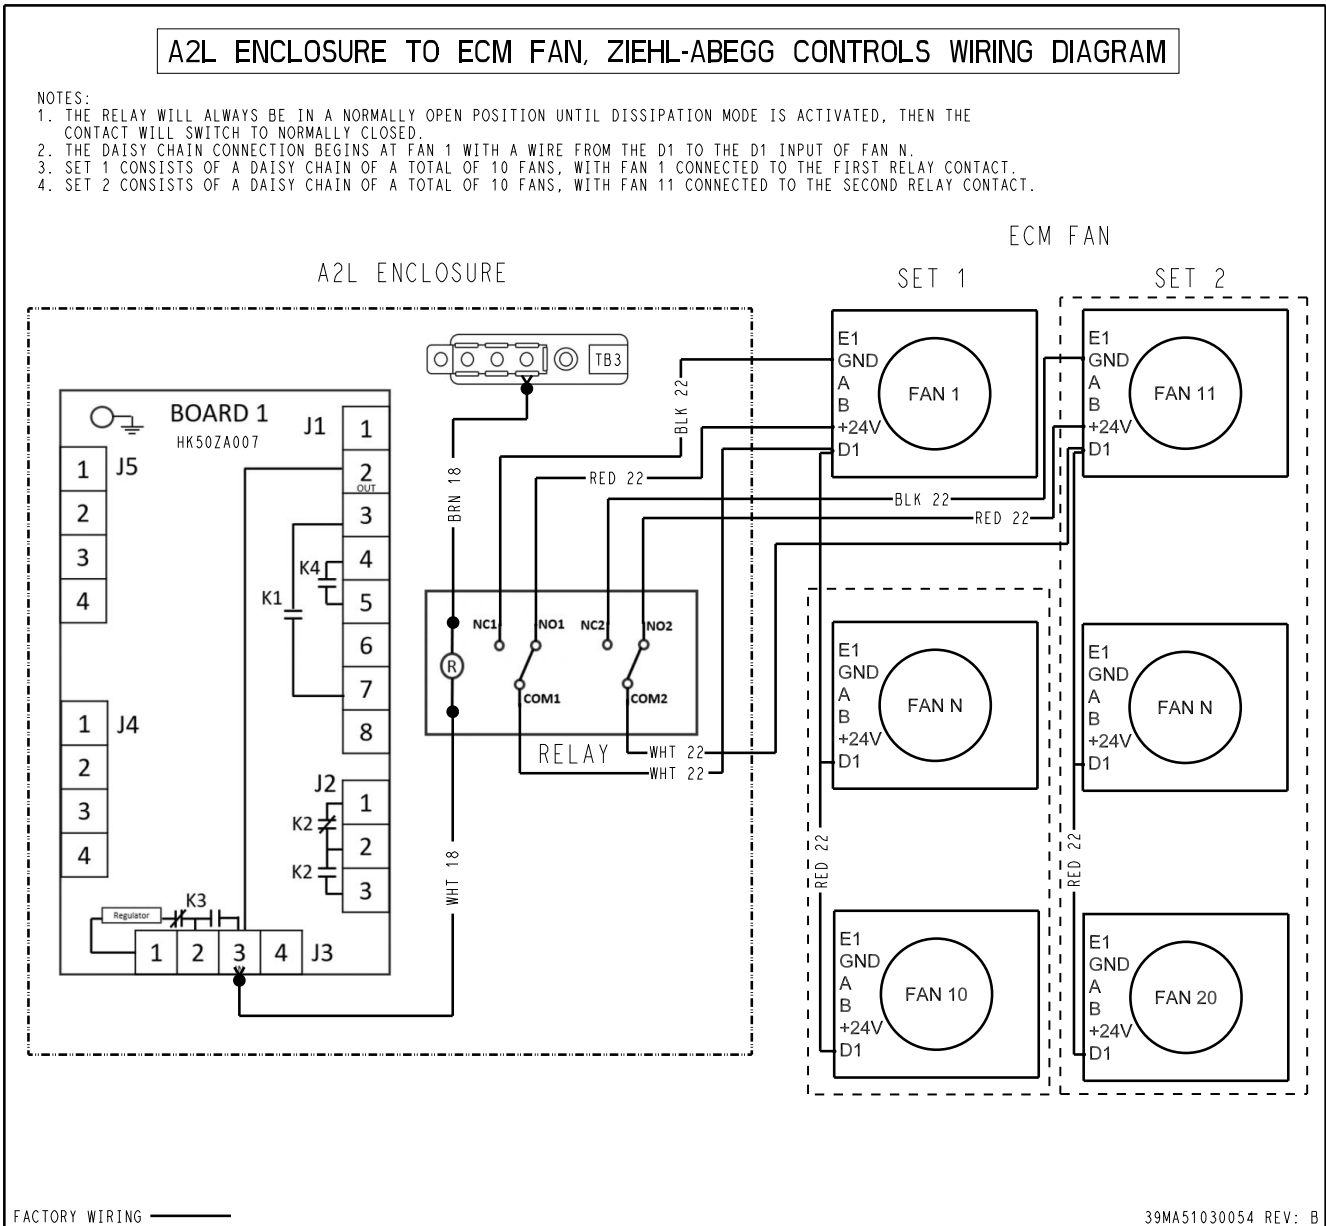 A2L ENCLOSURE TO ECM FAN, ZIEHL-ABEGG CONTROLS WIRING DIAGRAM
NOTES:
1. THE RELAY WILL ALWAYS BE IN A NORMALLY OPEN POSITION UNTIL DISSIPATION MODE IS ACTIVATED, THEN THE
CONTACT WILL SWITCH TO NORMALLY CLOSED.
2. THE DAISY CHAIN CONNECTION BEGINS AT FAN 1 WITH A WIRE FROM THE D1 TO THE D1 INPUT OF FAN N.
3. SET 1 CONSISTS OF A DAISY CHAIN OF A TOTAL OF 10 FANS, WITH FAN 1 CONNECTED TO THE FIRST RELAY CONTACT.
4. SET 2 CONSISTS OF A DAISY CHAIN OF A TOTAL OF 10 FANS, WITH FAN 11 CONNECTED TO THE SECOND RELAY CONTACT.
A2L ENCLOSURE
ECM FAN
SET 1
SET 2
TB3
BOARD 1
HK50ZA007
J1
1
2
OUT
3
4
5
6
7
8
J5
1
2
3
4
K4
K1
J4
1
2
3
4
J2
1
2
3
K2
K2
K3
Regulator
1
2
3
4
J3
BRN 18
WHT 18
BLK 22
RED 22
BLK 22
RED 22
NC1
NO1
NC2
NO2
R
COM1
COM2
RELAY
WHT 22
WHT 22
E1
GND
A
B
+24V
D1
FAN 1
E1
GND
A
B
+24V
D1
FAN N
RED 22
E1
GND
A
B
+24V
D1
FAN 10
E1
GND
A
B
+24V
D1
FAN 11
E1
GND
A
B
+24V
D1
FAN N
RED 22
E1
GND
A
B
+24V
D1
FAN 20
FACTORY WIRING
39MA51030054 REV: B